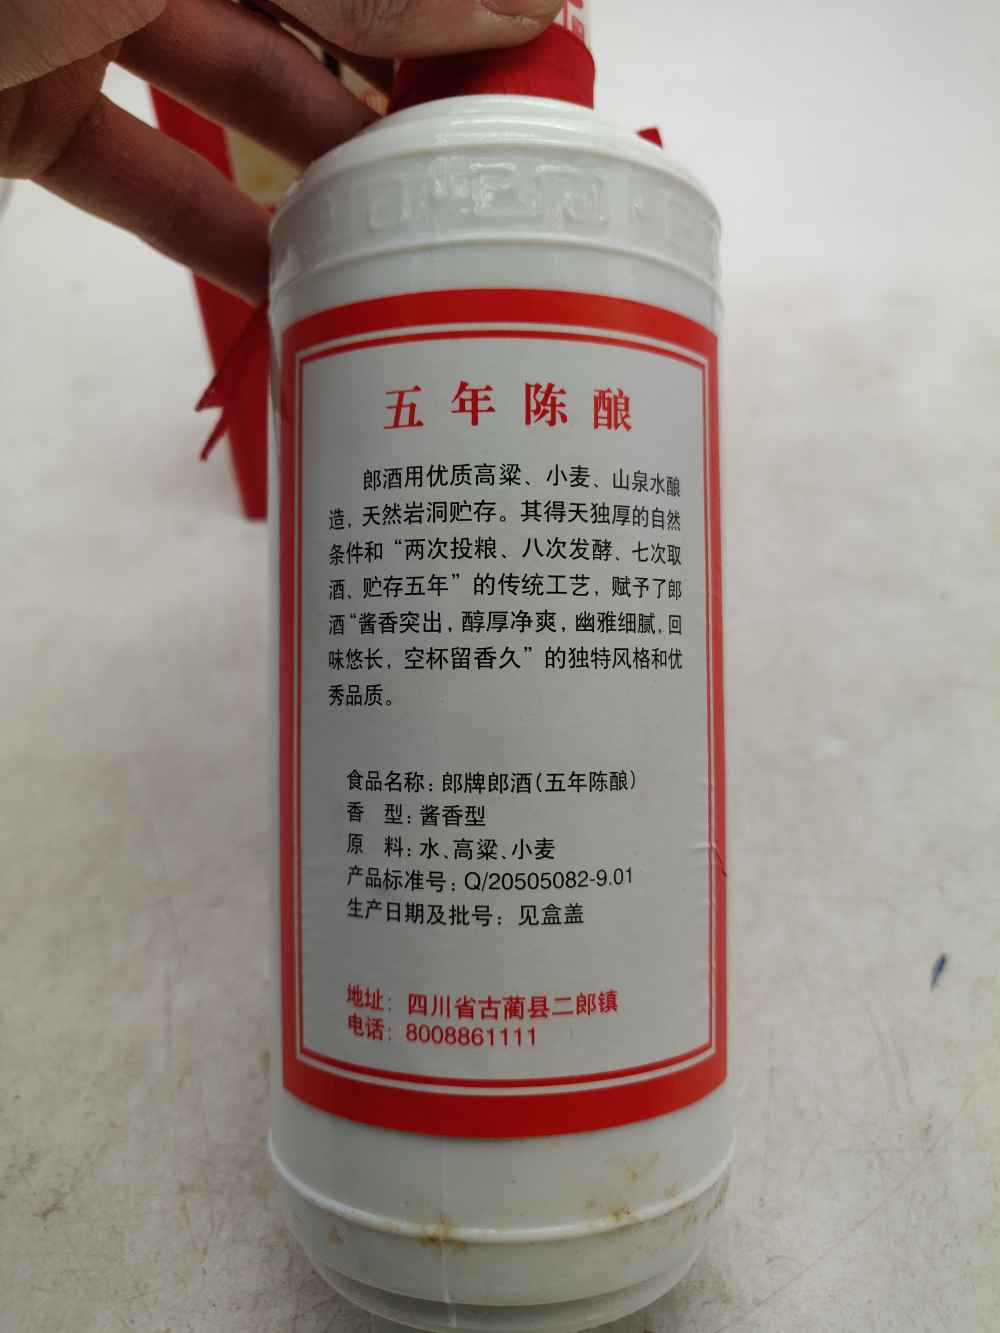 五年陈酿
郎酒用优质高粱、小麦、山泉水酿
造，天然岩洞贮存。其得天独厚的自然
条件和“两次投粮、八次发酵、七次取
酒、贮存五年”的传统工艺，赋予了郎
酒“酱香突出，醇厚净爽，幽雅细腻，回
味悠长，空杯留香久”的独特风格和优
秀品质。
食品名称：郎牌郎酒（五年陈酿）
香 型：酱香型
原 料：水、高粱、小麦
产品标准号：Q/20505082-9.01
生产日期及批号：见盒盖
地址：四川省古蔺县二郎镇
电话：8008861111